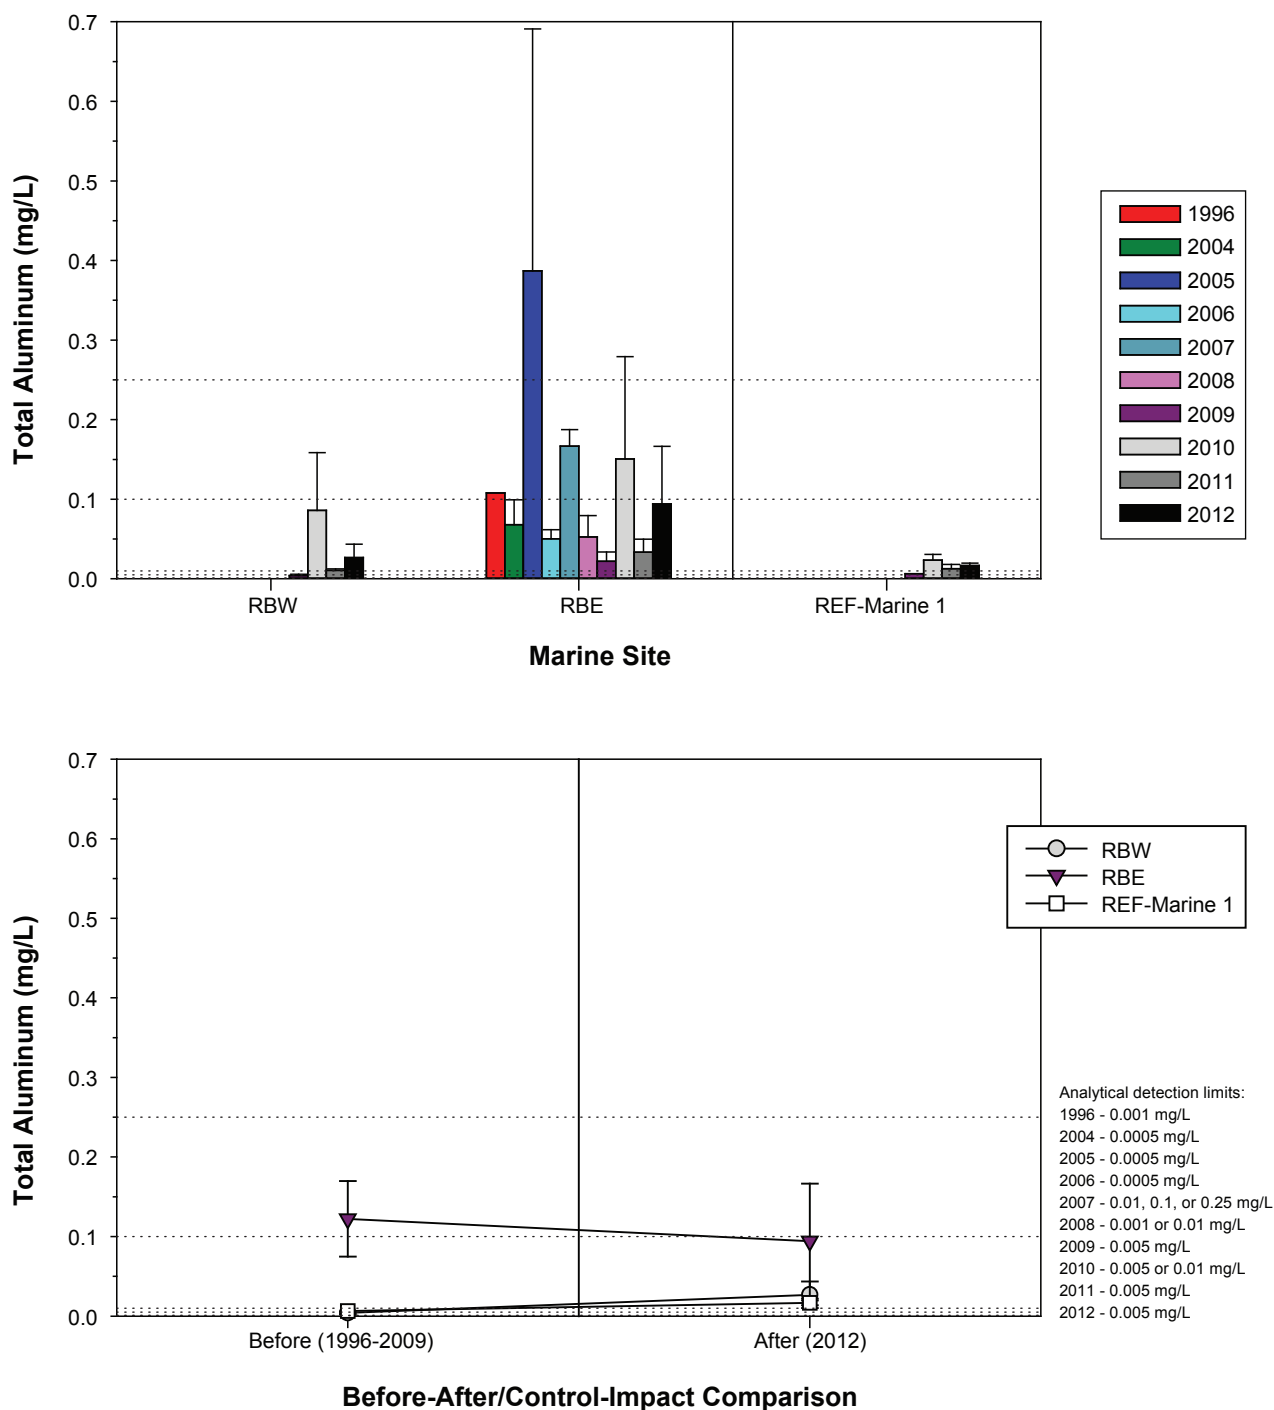 0.7
0.6
0.5
0.4
0.3
0.2
0.1
0.0
Total Aluminum (mg/L)
RBW
RBE
REF-Marine 1
Marine Site
1996
2004
2005
2006
2007
2008
2009
2010
2011
2012
0.7
0.6
0.5
0.4
0.3
0.2
0.1
0.0
Total Aluminum (mg/L)
Before (1996-2009)
After (2012)
Before-After/Control-Impact Comparison
RBW
RBE
REF-Marine 1
Analytical detection limits:
1996 - 0.001 mg/L
2004 - 0.0005 mg/L
2005 - 0.0005 mg/L
2006 - 0.0005 mg/L
2007 - 0.01, 0.1, or 0.25 mg/L
2008 - 0.001 or 0.01 mg/L
2009 - 0.005 mg/L
2010 - 0.005 or 0.01 mg/L
2011 - 0.005 mg/L
2012 - 0.005 mg/L